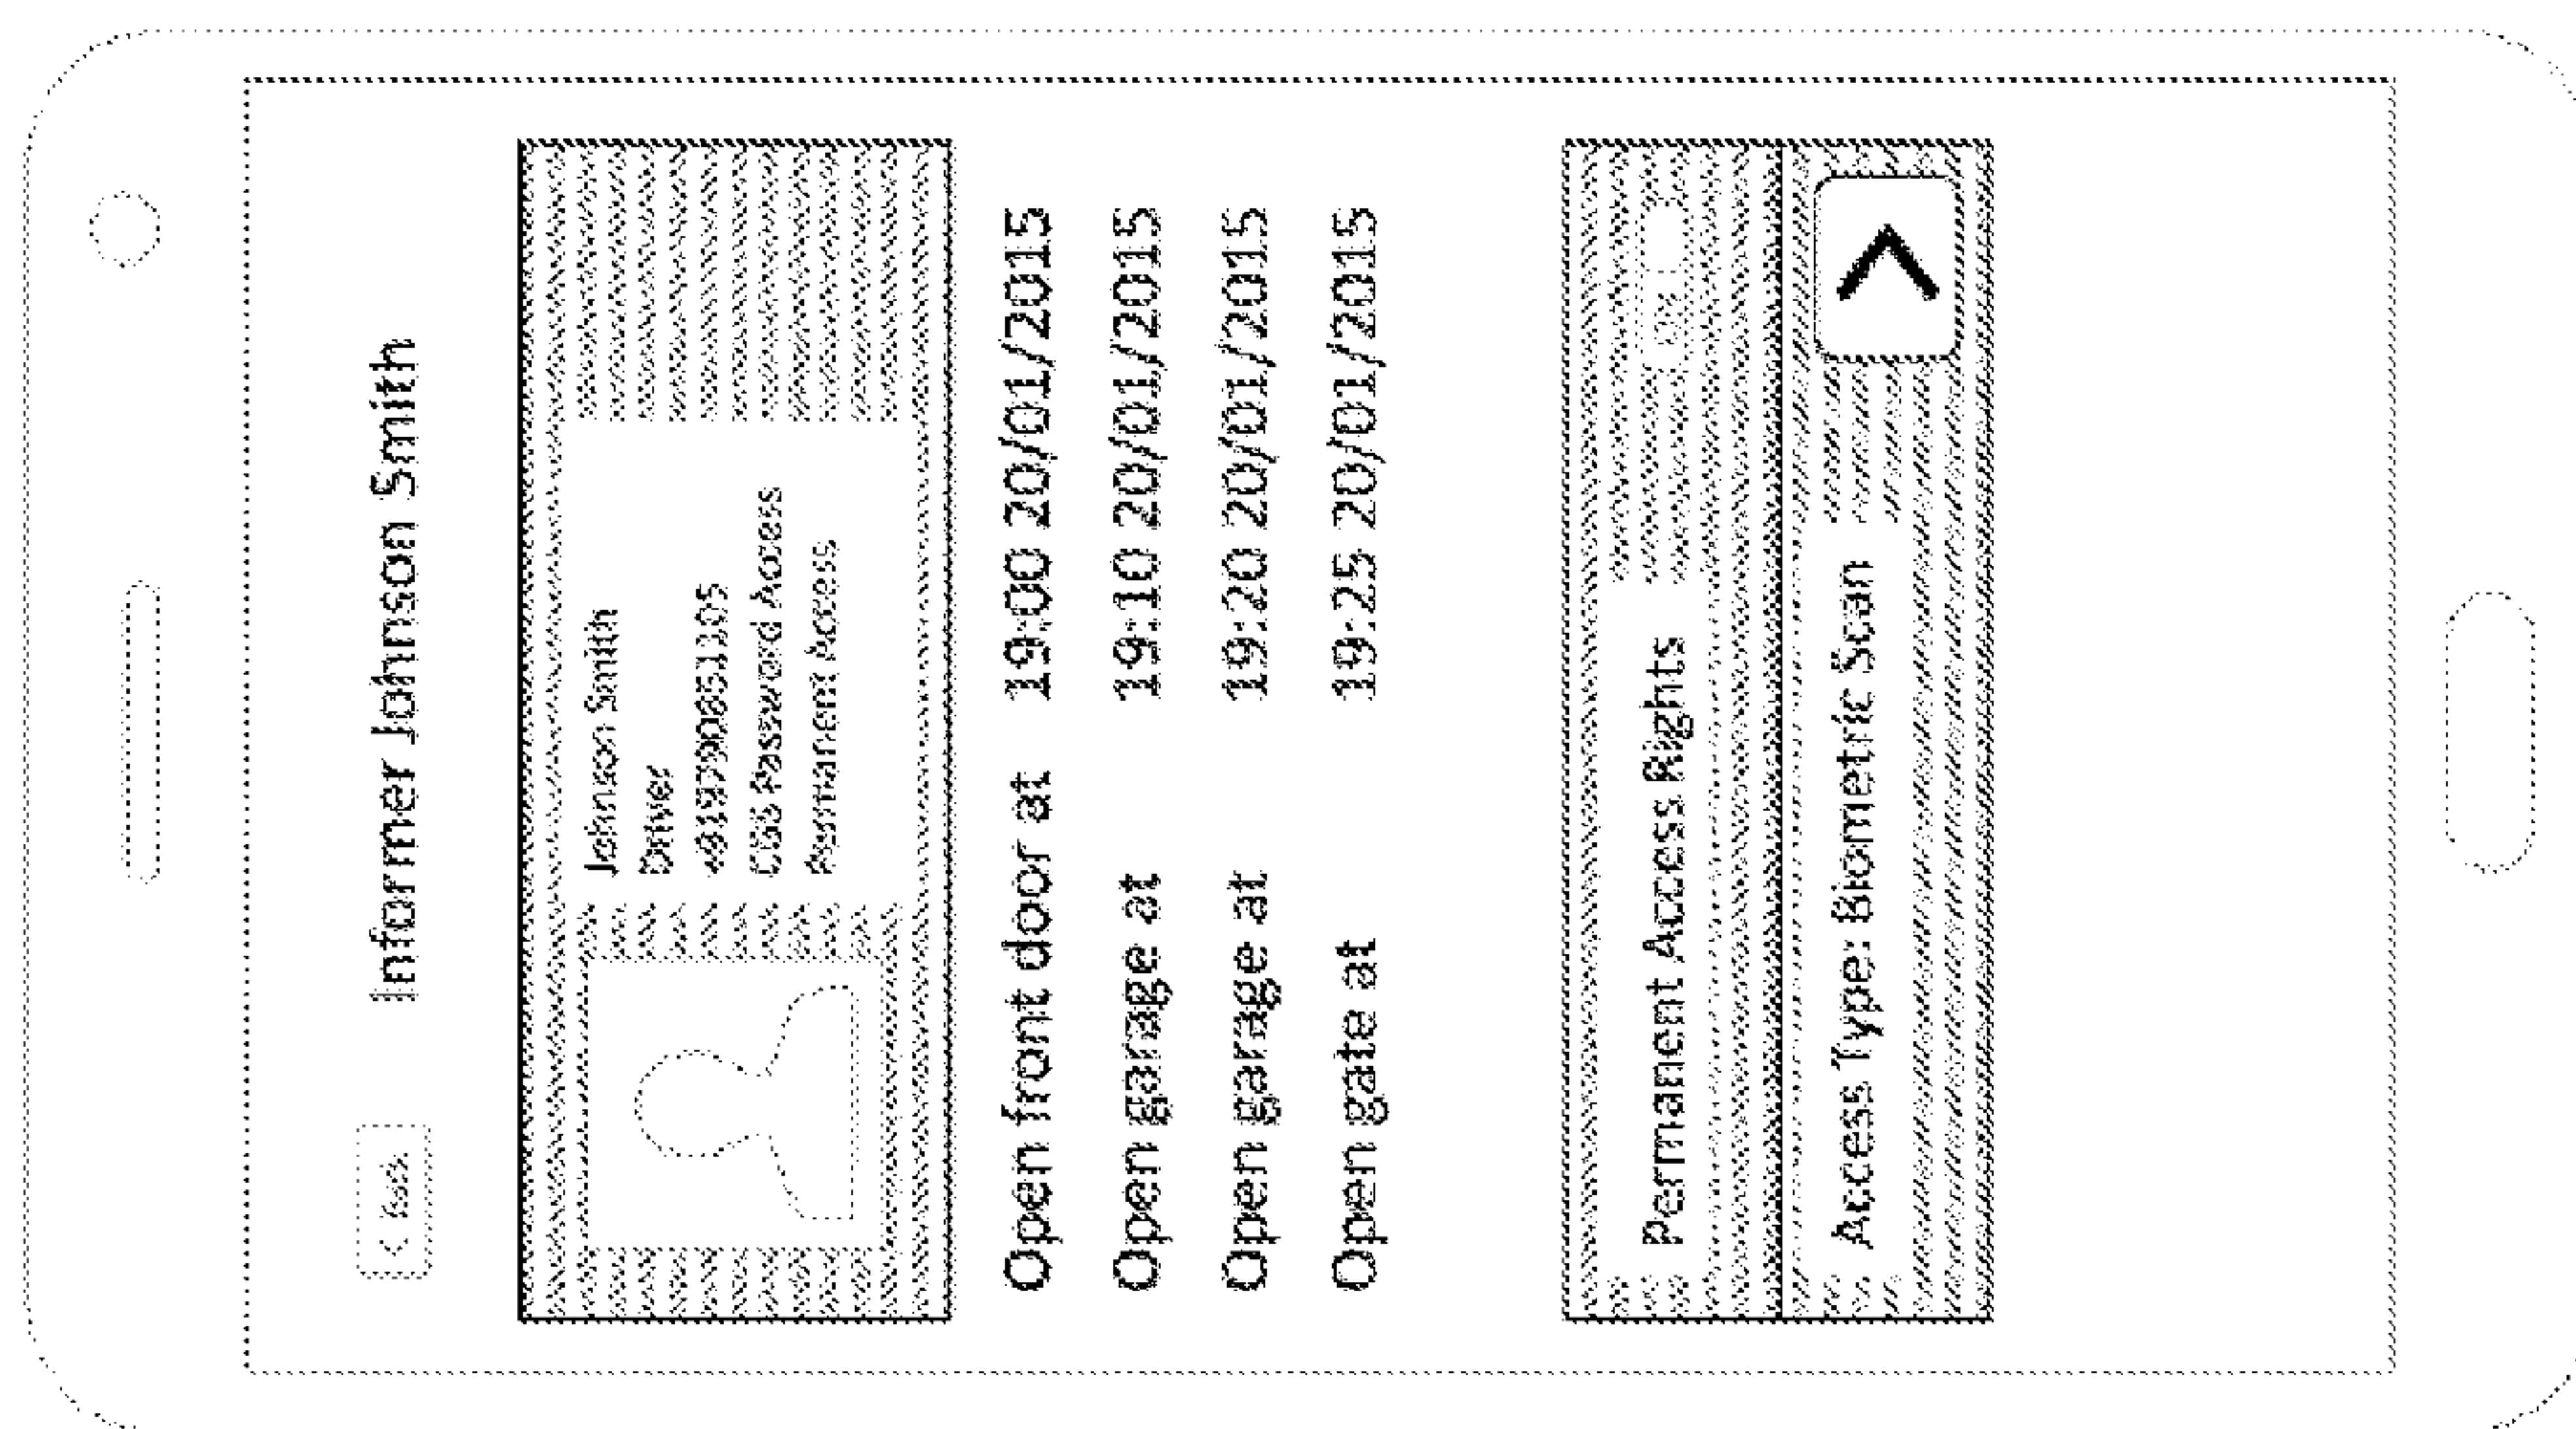 < Back Informer Johnson Smith
Johnson Smith
Driver
Password Access
Permanent Access
Open front door at 19:00 20/01/2015
Open garage at 19:10 20/01/2015
Open garage at 19:20 20/01/2015
Open gate at 19:25 20/01/2015
Permanent Access Rights
Access Type: Biometric Scan